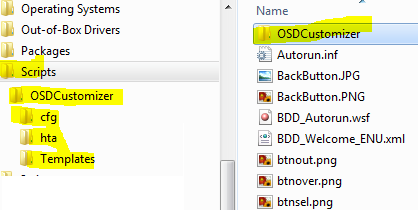 Operating Systems
Out-of-Box Drivers
Packages
Scripts
OSDCustomizer
cfg
hta
Templates
OSDCustomizer
Autorun.inf
BackButton.JPG
BackButton.PNG
BDD_Autorun.wsf
BDD_Welcome_ENU.xml
btnout.png
btnover.png
btnsel.png